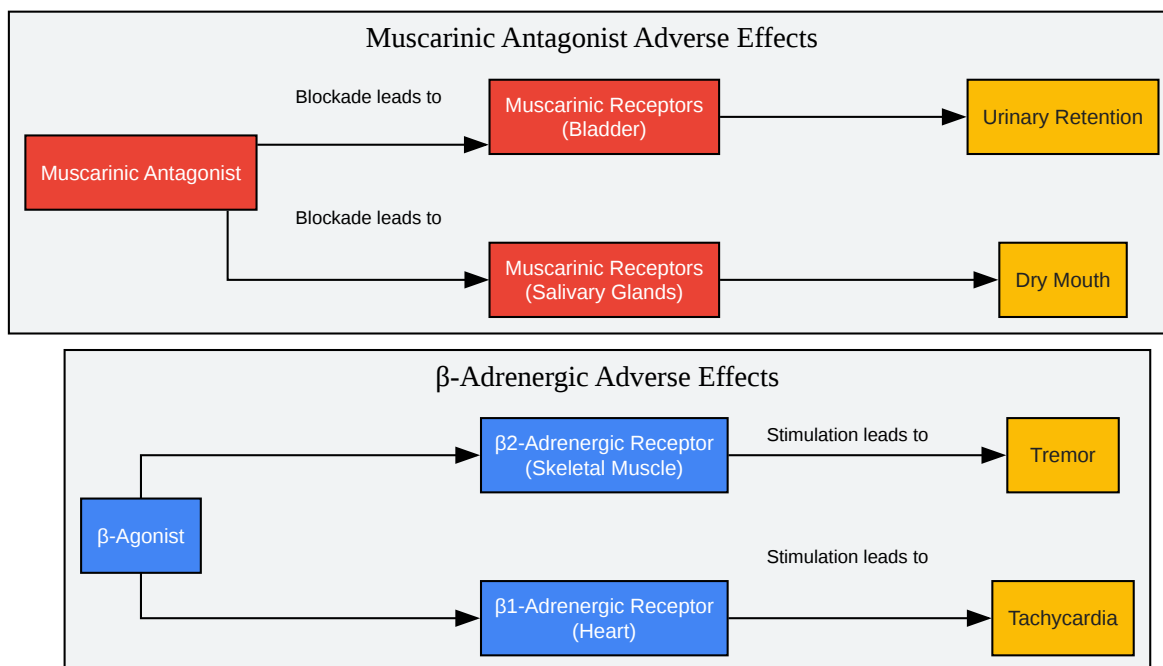 Muscarinic Antagonist Adverse Effects
Blockade leads to
Muscarinic Receptors
(Bladder)
Urinary Retention
Muscarinic Antagonist
Blockade leads to
Muscarinic Receptors
(Salivary Glands)
Dry Mouth
β-Adrenergic Adverse Effects
β2-Adrenergic Receptor
(Skeletal Muscle)
Stimulation leads to
Tremor
β-Agonist
Stimulation leads to
β1-Adrenergic Receptor
(Heart)
Tachycardia